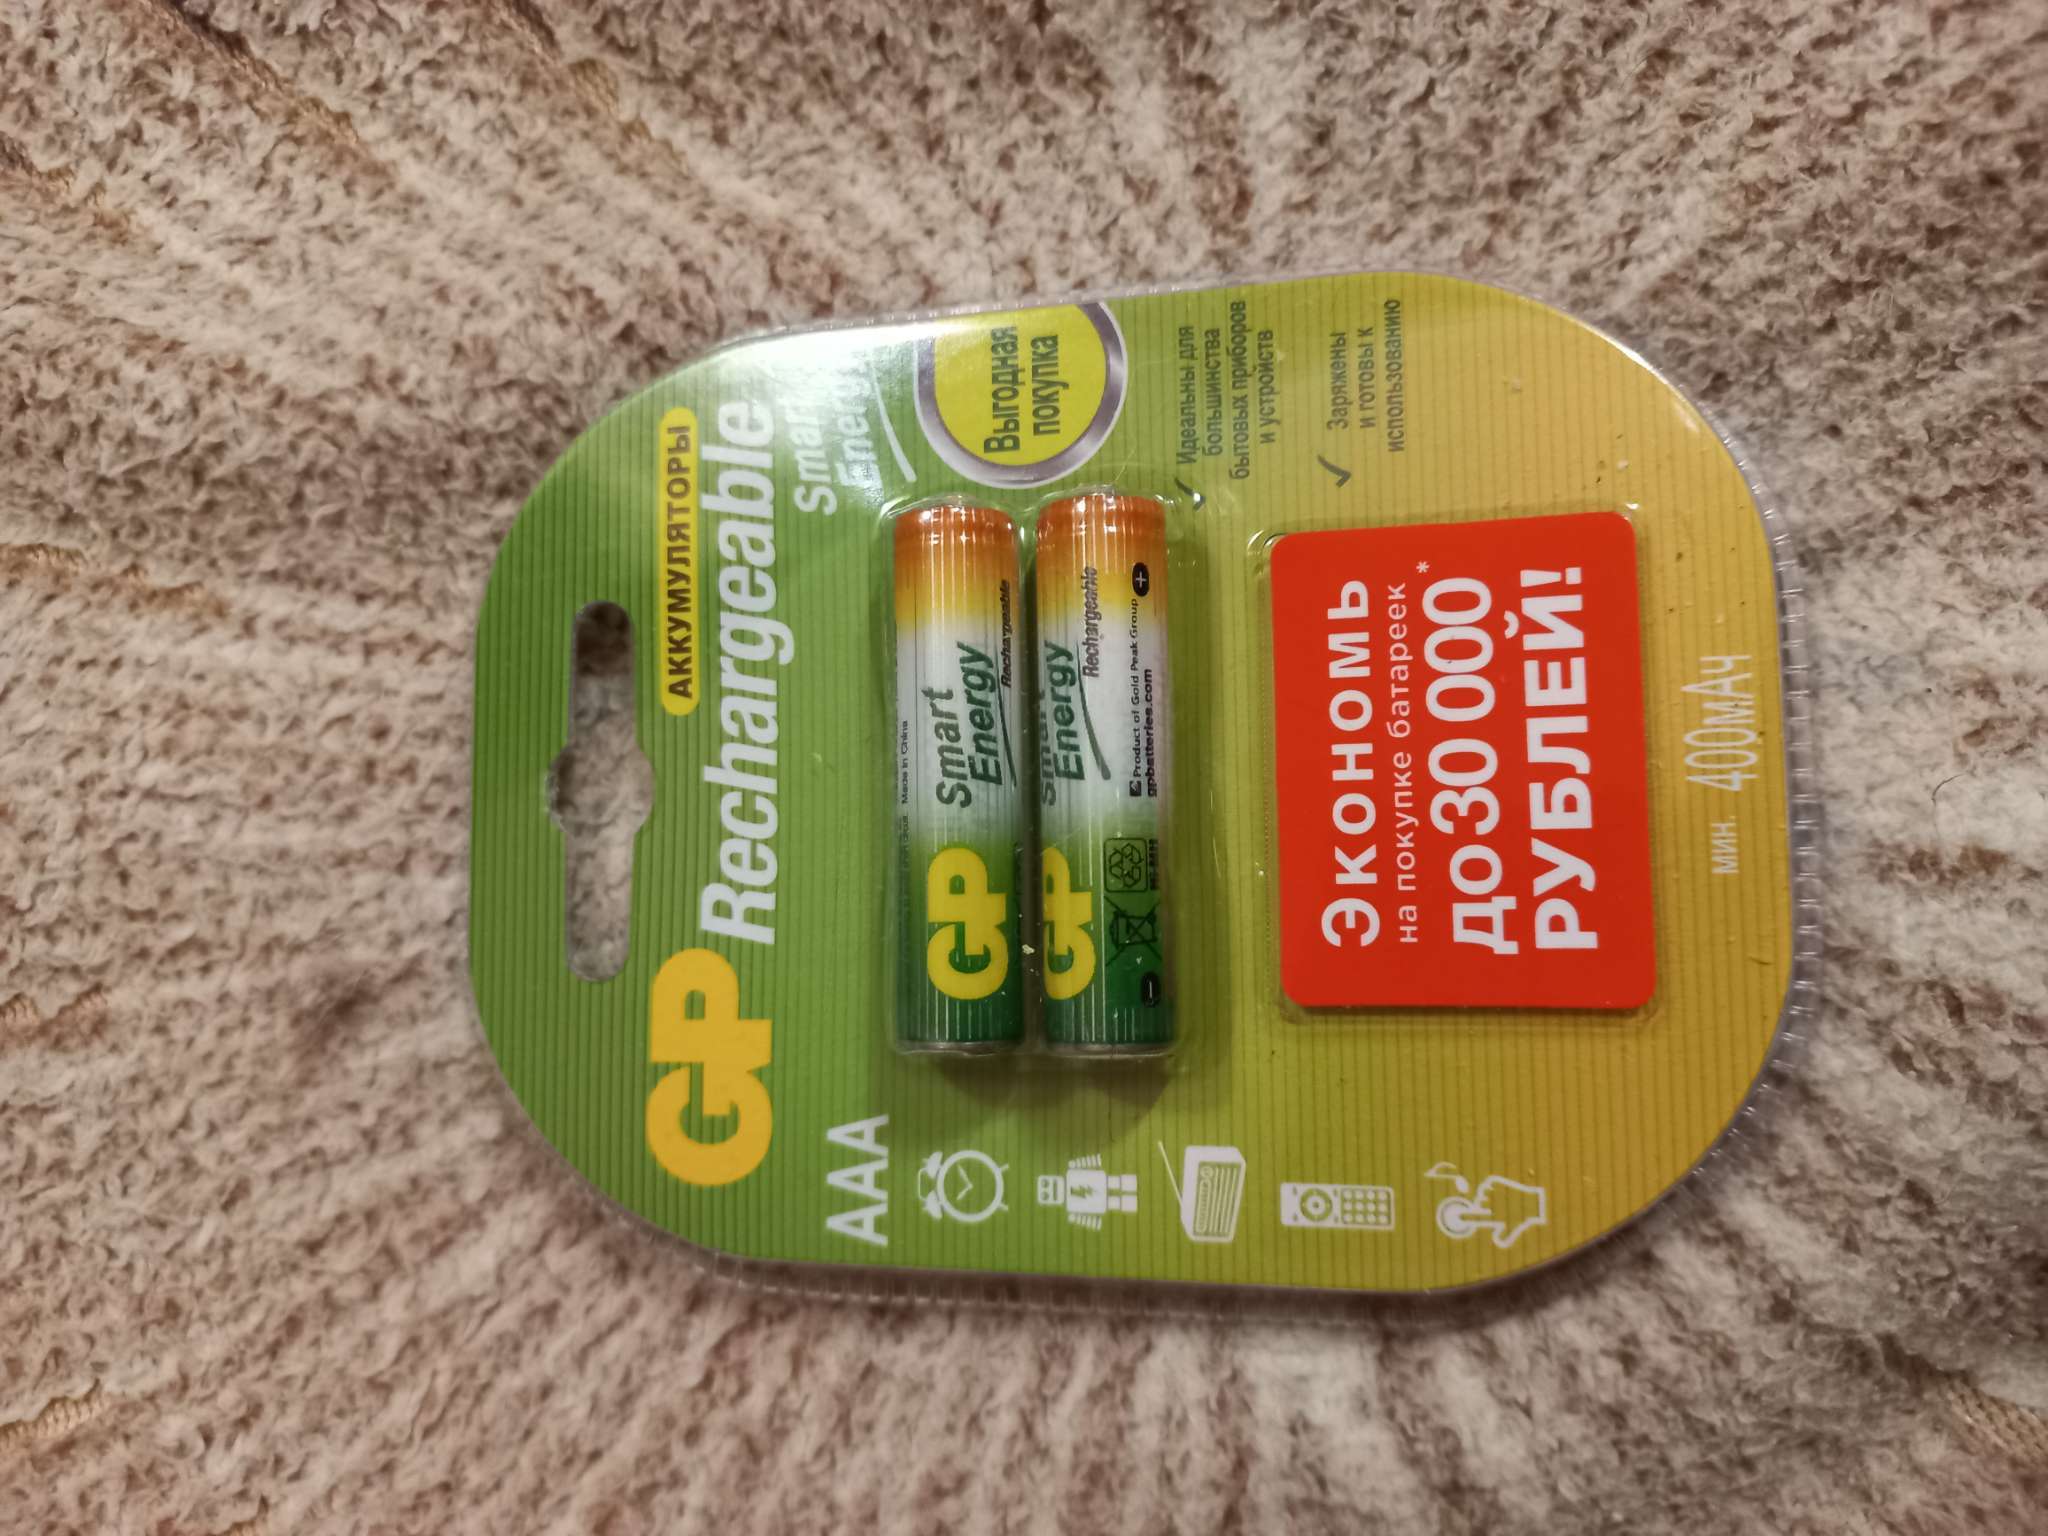 АККУМУЛЯТОРЫ
GP Rechargeable
Smart
Energy
AAA
Made in China
Smart
Energy
Rechargeable
GP
Smart
Energy
Rechargeable
GP
Product of Gold Peak Group
gpbatteries.com
+
−
Выгодная
покупка
✓ Идеальны для
большинства
бытовых приборов
и устройств
✓ Заряжены
и готовы к
использованию
Экономь
на покупке батареек*
до 30 000
РУБЛЕЙ!
мин. 400мАч